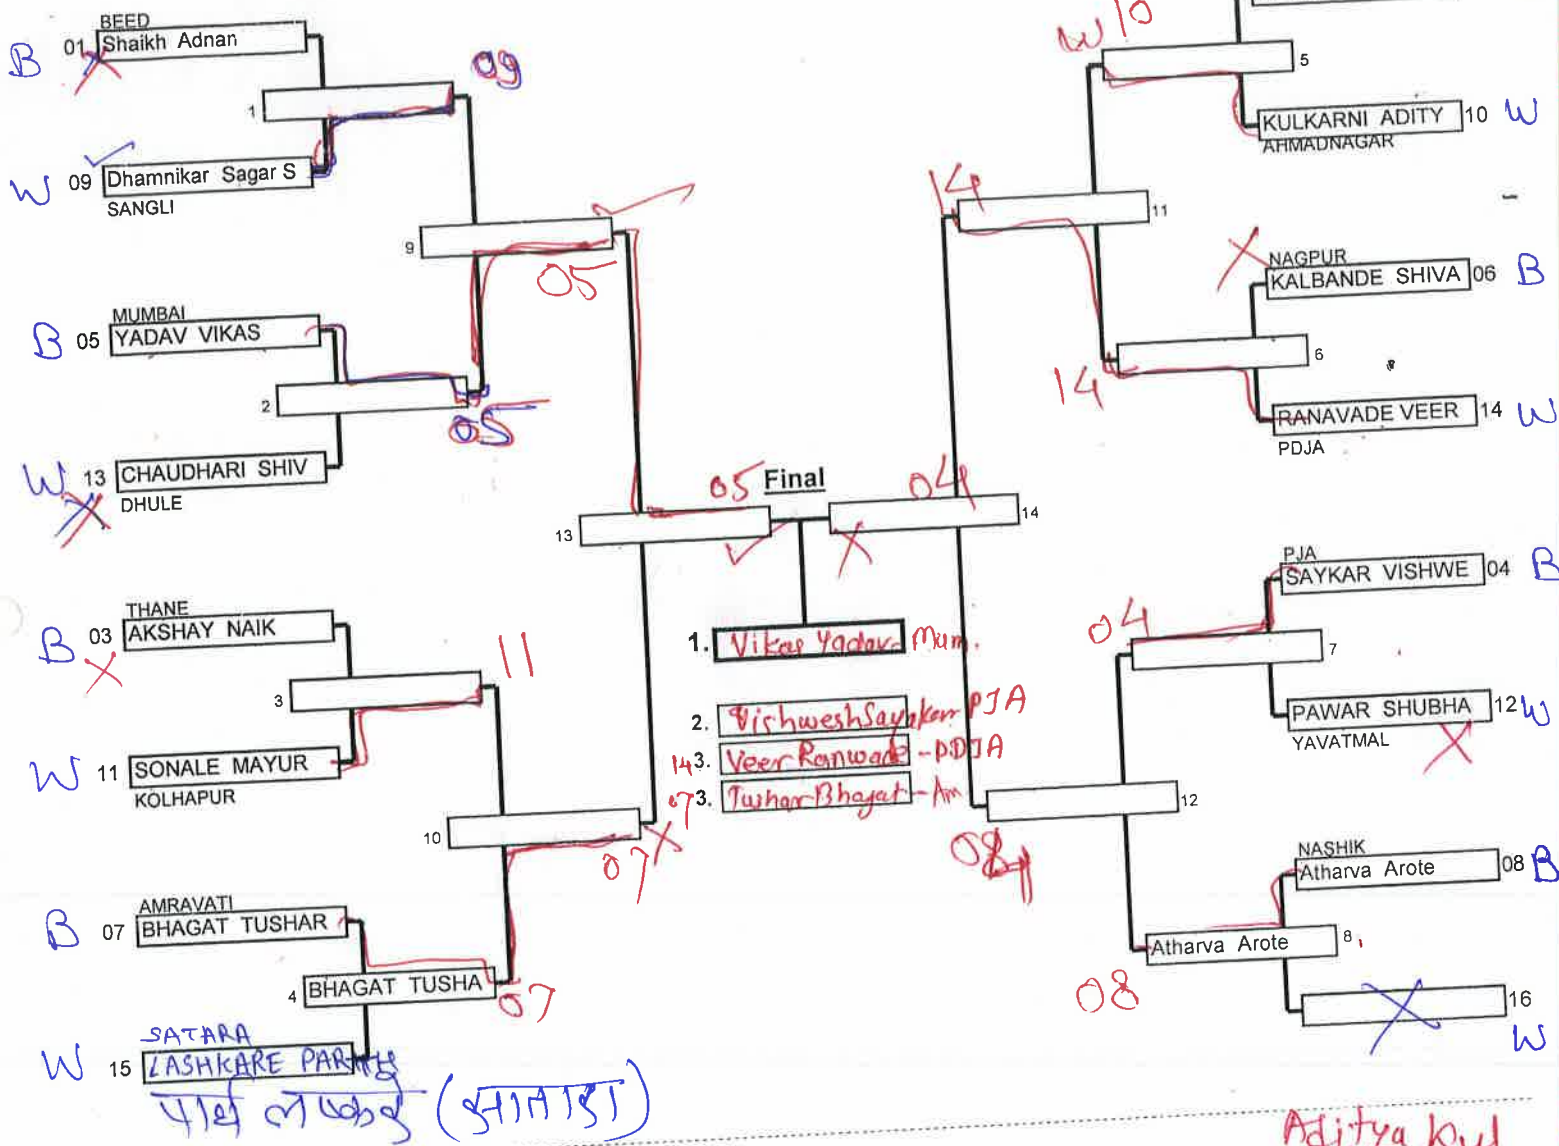 BEED
B 01 Shaikh Adnan
09
1
W 09 Dhamnikar Sagar S
SANGLI
9
05
MUMBAI
B 05 YADAV VIKAS
2
05
W 13 CHAUDHARI SHIV
DHULE
13
05
Final
THANE
B 03 AKSHAY NAIK
11
3
W 11 SONALE MAYUR
KOLHAPUR
10
07
AMRAVATI
B 07 BHAGAT TUSHAR
4 BHAGAT TUSHA
07
SATARA
W 15 LASHKARE PARTH
1. Vikas Yadav Mum.
2. Vishwesh Saykar PJA
14 3. Veer Ranwade - PDJA
07 3. Tushar Bhagat - Am
W 10
5
KULKARNI ADITY 10 W
AHMADNAGAR
14
11
NAGPUR
KALBANDE SHIVA 06 B
6
14
RANAVADE VEER 14 W
PDJA
04
14
PJA
SAYKAR VISHWE 04 B
04
7
PAWAR SHUBHA 12 W
YAVATMAL
12
NASHIK
Atharva Arote 08 B
Atharva Arote 8
08
16
W
Aditya